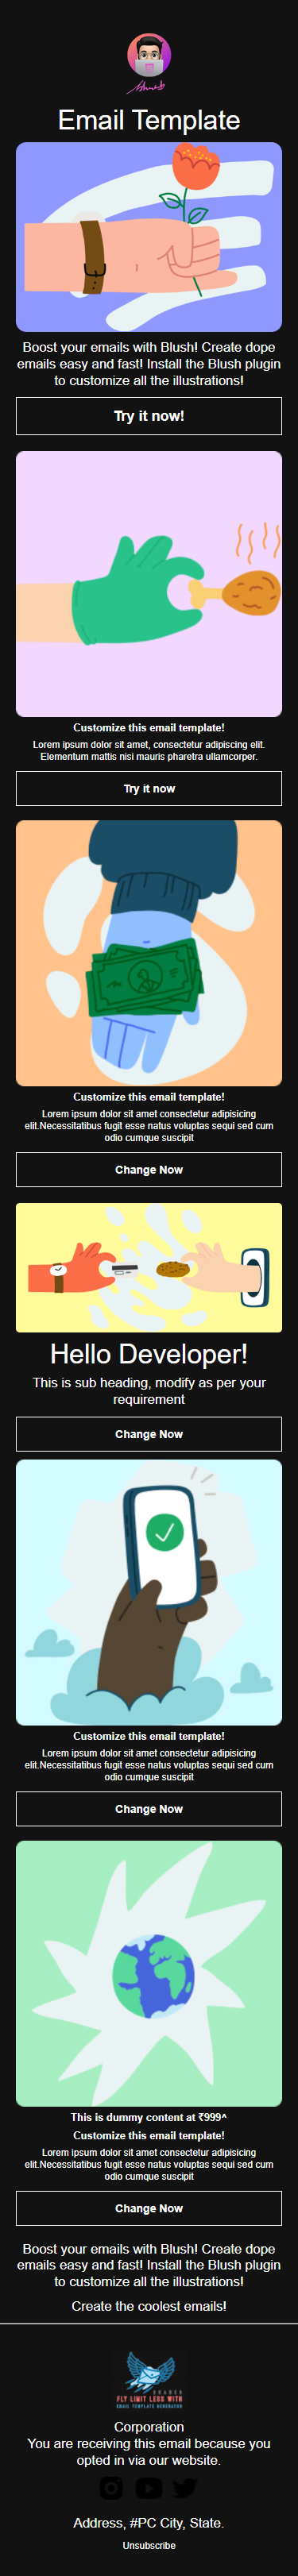 Email Template
Boost your emails with Blush! Create dope
emails easy and fast! Install the Blush plugin
to customize all the illustrations!
Try it now!
Customize this email template!
Lorem ipsum dolor sit amet, consectetur adipiscing elit.
Elementum mattis nisi mauris pharetra ullamcorper.
Try it now
Customize this email template!
Lorem ipsum dolor sit amet consectetur adipisicing
elit.Necessitatibus fugit esse natus voluptas sequi sed cum
odio cumque suscipit
Change Now
Hello Developer!
This is sub heading, modify as per your
requirement
Change Now
Customize this email template!
Lorem ipsum dolor sit amet consectetur adipisicing
elit.Necessitatibus fugit esse natus voluptas sequi sed cum
odio cumque suscipit
Change Now
This is dummy content at ₹999^
Customize this email template!
Lorem ipsum dolor sit amet consectetur adipisicing
elit.Necessitatibus fugit esse natus voluptas sequi sed cum
odio cumque suscipit
Change Now
Boost your emails with Blush! Create dope
emails easy and fast! Install the Blush plugin
to customize all the illustrations!
Create the coolest emails!
FLY LIMIT LESS WITH
EMAIL TEMPLATE GENERATOR
Corporation
You are receiving this email because you
opted in via our website.
Address, #PC City, State.
Unsubscribe